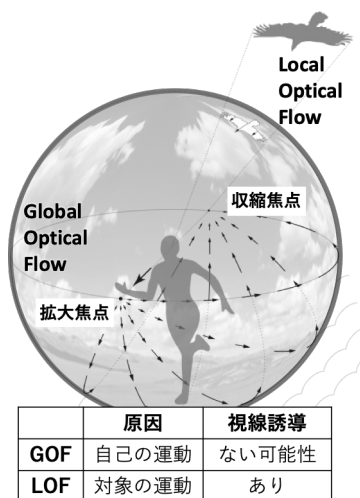 Local
Optical
Flow
収縮焦点
Global
Optical
Flow
拡大焦点
原因 視線誘導
GOF 自己の運動 ない可能性
LOF 対象の運動 あり